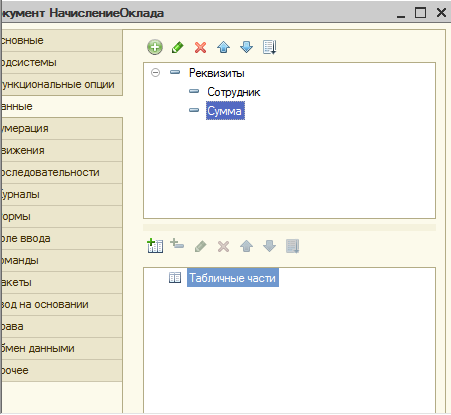 окумент НачислениеОклада
сновные
одсистемы
ункциональные опции
анные
умерация
вижения
оследовательности
Журналы
ормы
оле ввода
оманды
акеты
вод на основании
рава
бмен данными
рочее
Реквизиты
Сотрудник
Сумма
Табличные части